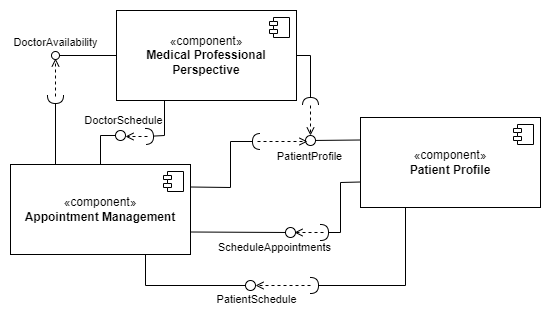 DoctorAvailability
«component»
Medical Professional
Perspective
DoctorSchedule
PatientProfile
«component»
Patient Profile
«component»
Appointment Management
ScheduleAppointments
PatientSchedule